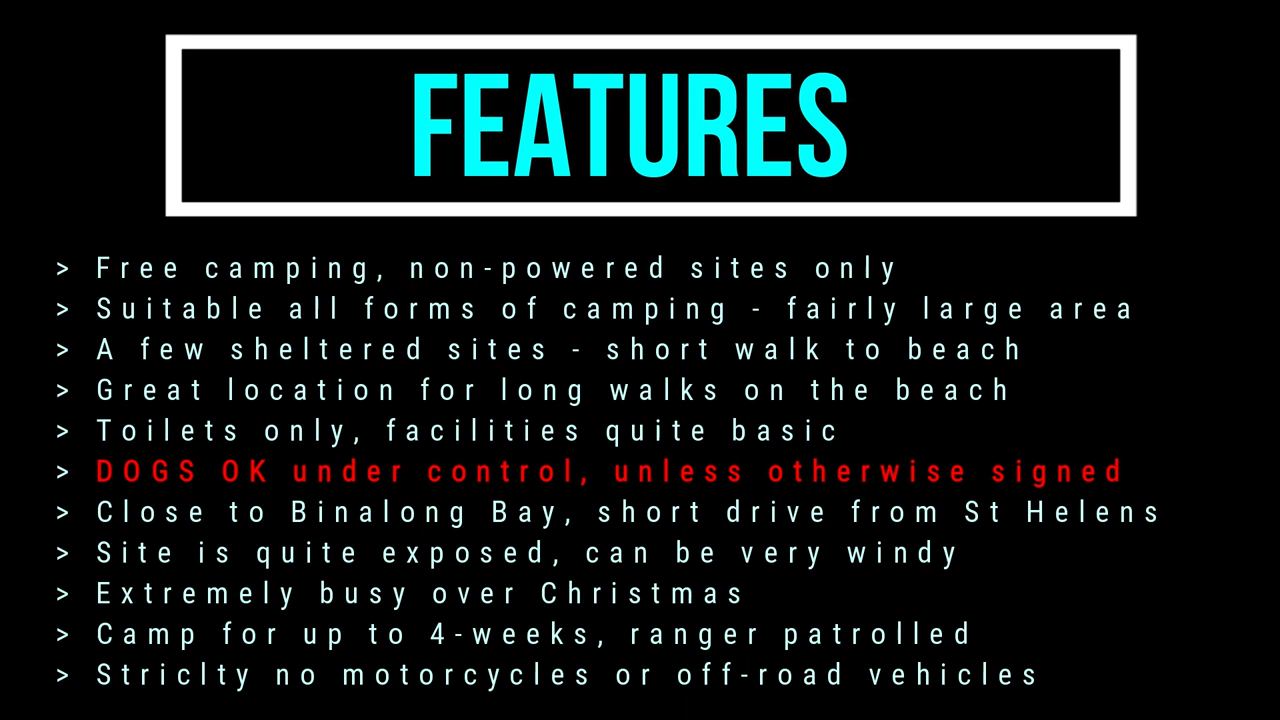 FEATURES
> Free camping, non-powered sites only
> Suitable all forms of camping - fairly large area
> A few sheltered sites - short walk to beach
> Great location for long walks on the beach
> Toilets only, facilities quite basic
> DOGS OK under control, unless otherwise signed
> Close to Binalong Bay, short drive from St Helens
> Site is quite exposed, can be very windy
> Extremely busy over Christmas
> Camp for up to 4-weeks, ranger patrolled
> Striclty no motorcycles or off-road vehicles